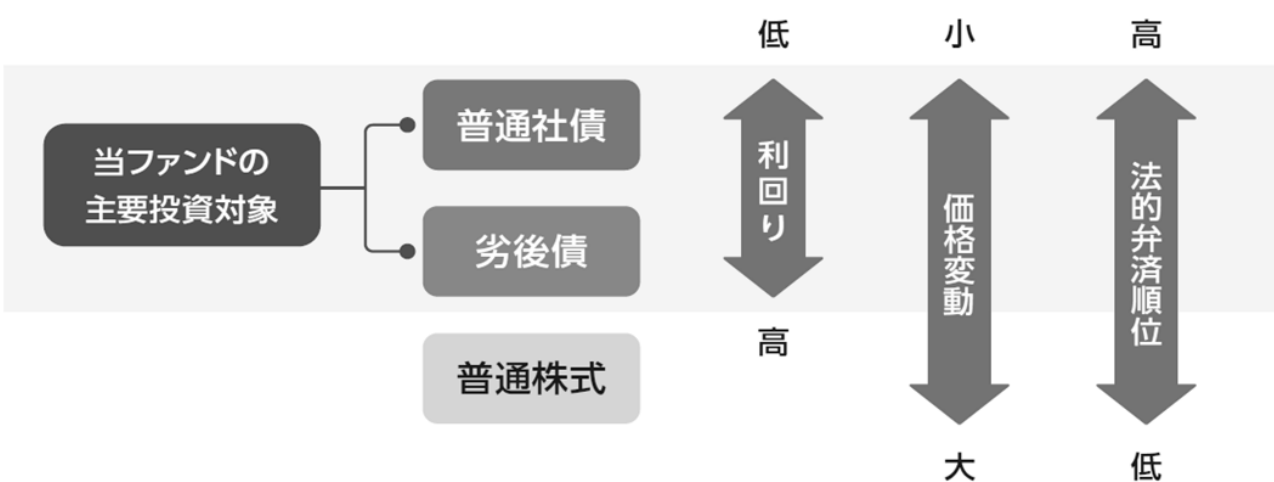 低
小
高
当ファンドの
主要投資対象
普通社債
劣後債
普通株式
利回り
価格変動
法的弁済順位
高
大
低